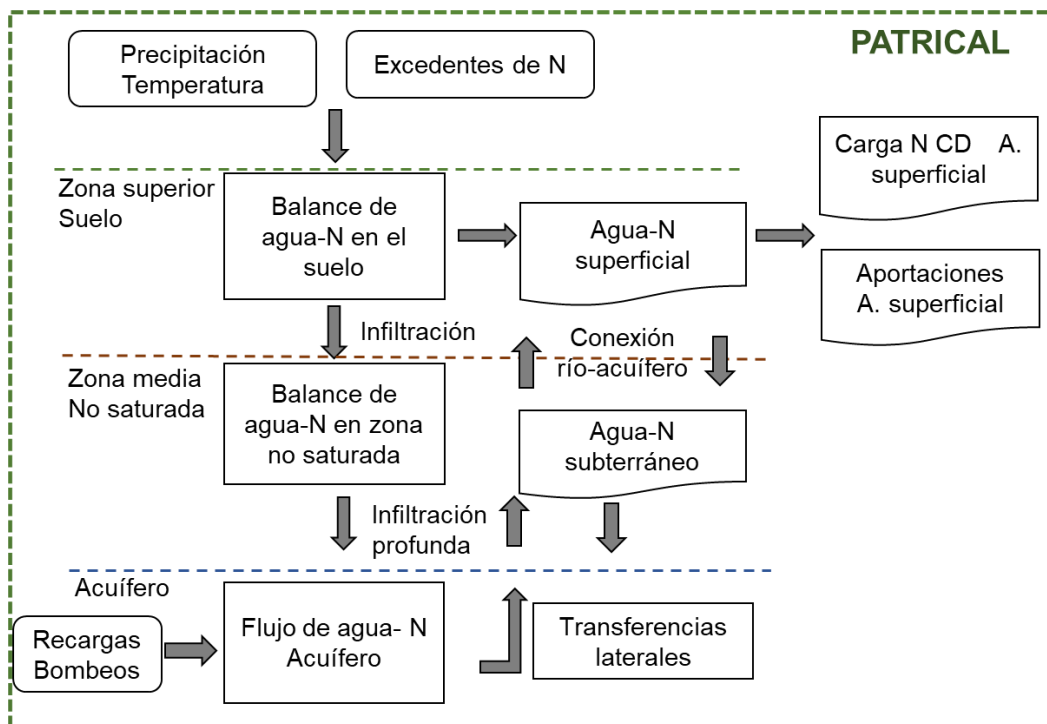 PATRICAL
Precipitación
Temperatura
Excedentes de N
Carga N CD A.
superficial
Zona superior
Suelo
Balance de
agua-N en el
suelo
Agua-N
superficial
Aportaciones
A. superficial
Infiltración
Conexión
río-acuífero
Zona media
No saturada
Balance de
agua-N en zona
no saturada
Agua-N
subterráneo
Infiltración
profunda
Acuífero
Recargas
Bombeos
Flujo de agua- N
Acuífero
Transferencias
laterales